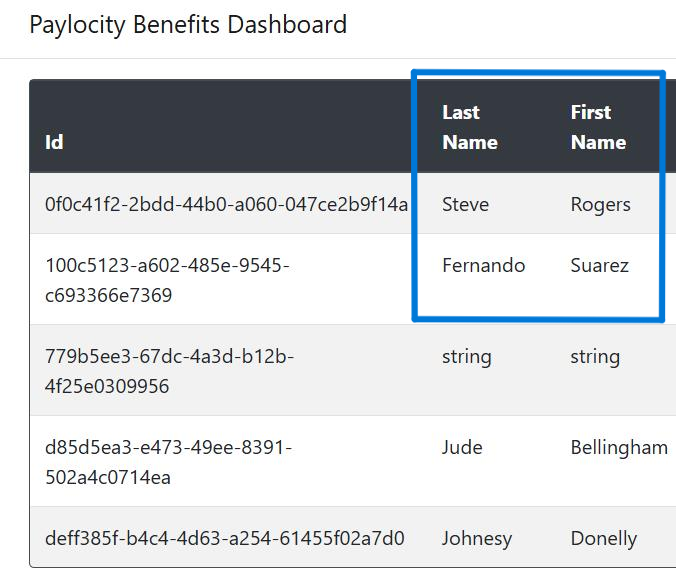 Paylocity Benefits Dashboard
Id Last Name First Name
0f0c41f2-2bdd-44b0-a060-047ce2b9f14a Steve Rogers
100c5123-a602-485e-9545-c693366e7369 Fernando Suarez
779b5ee3-67dc-4a3d-b12b-4f25e0309956 string string
d85d5ea3-e473-49ee-8391-502a4c0714ea Jude Bellingham
deff385f-b4c4-4d63-a254-61455f02a7d0 Johnesy Donelly